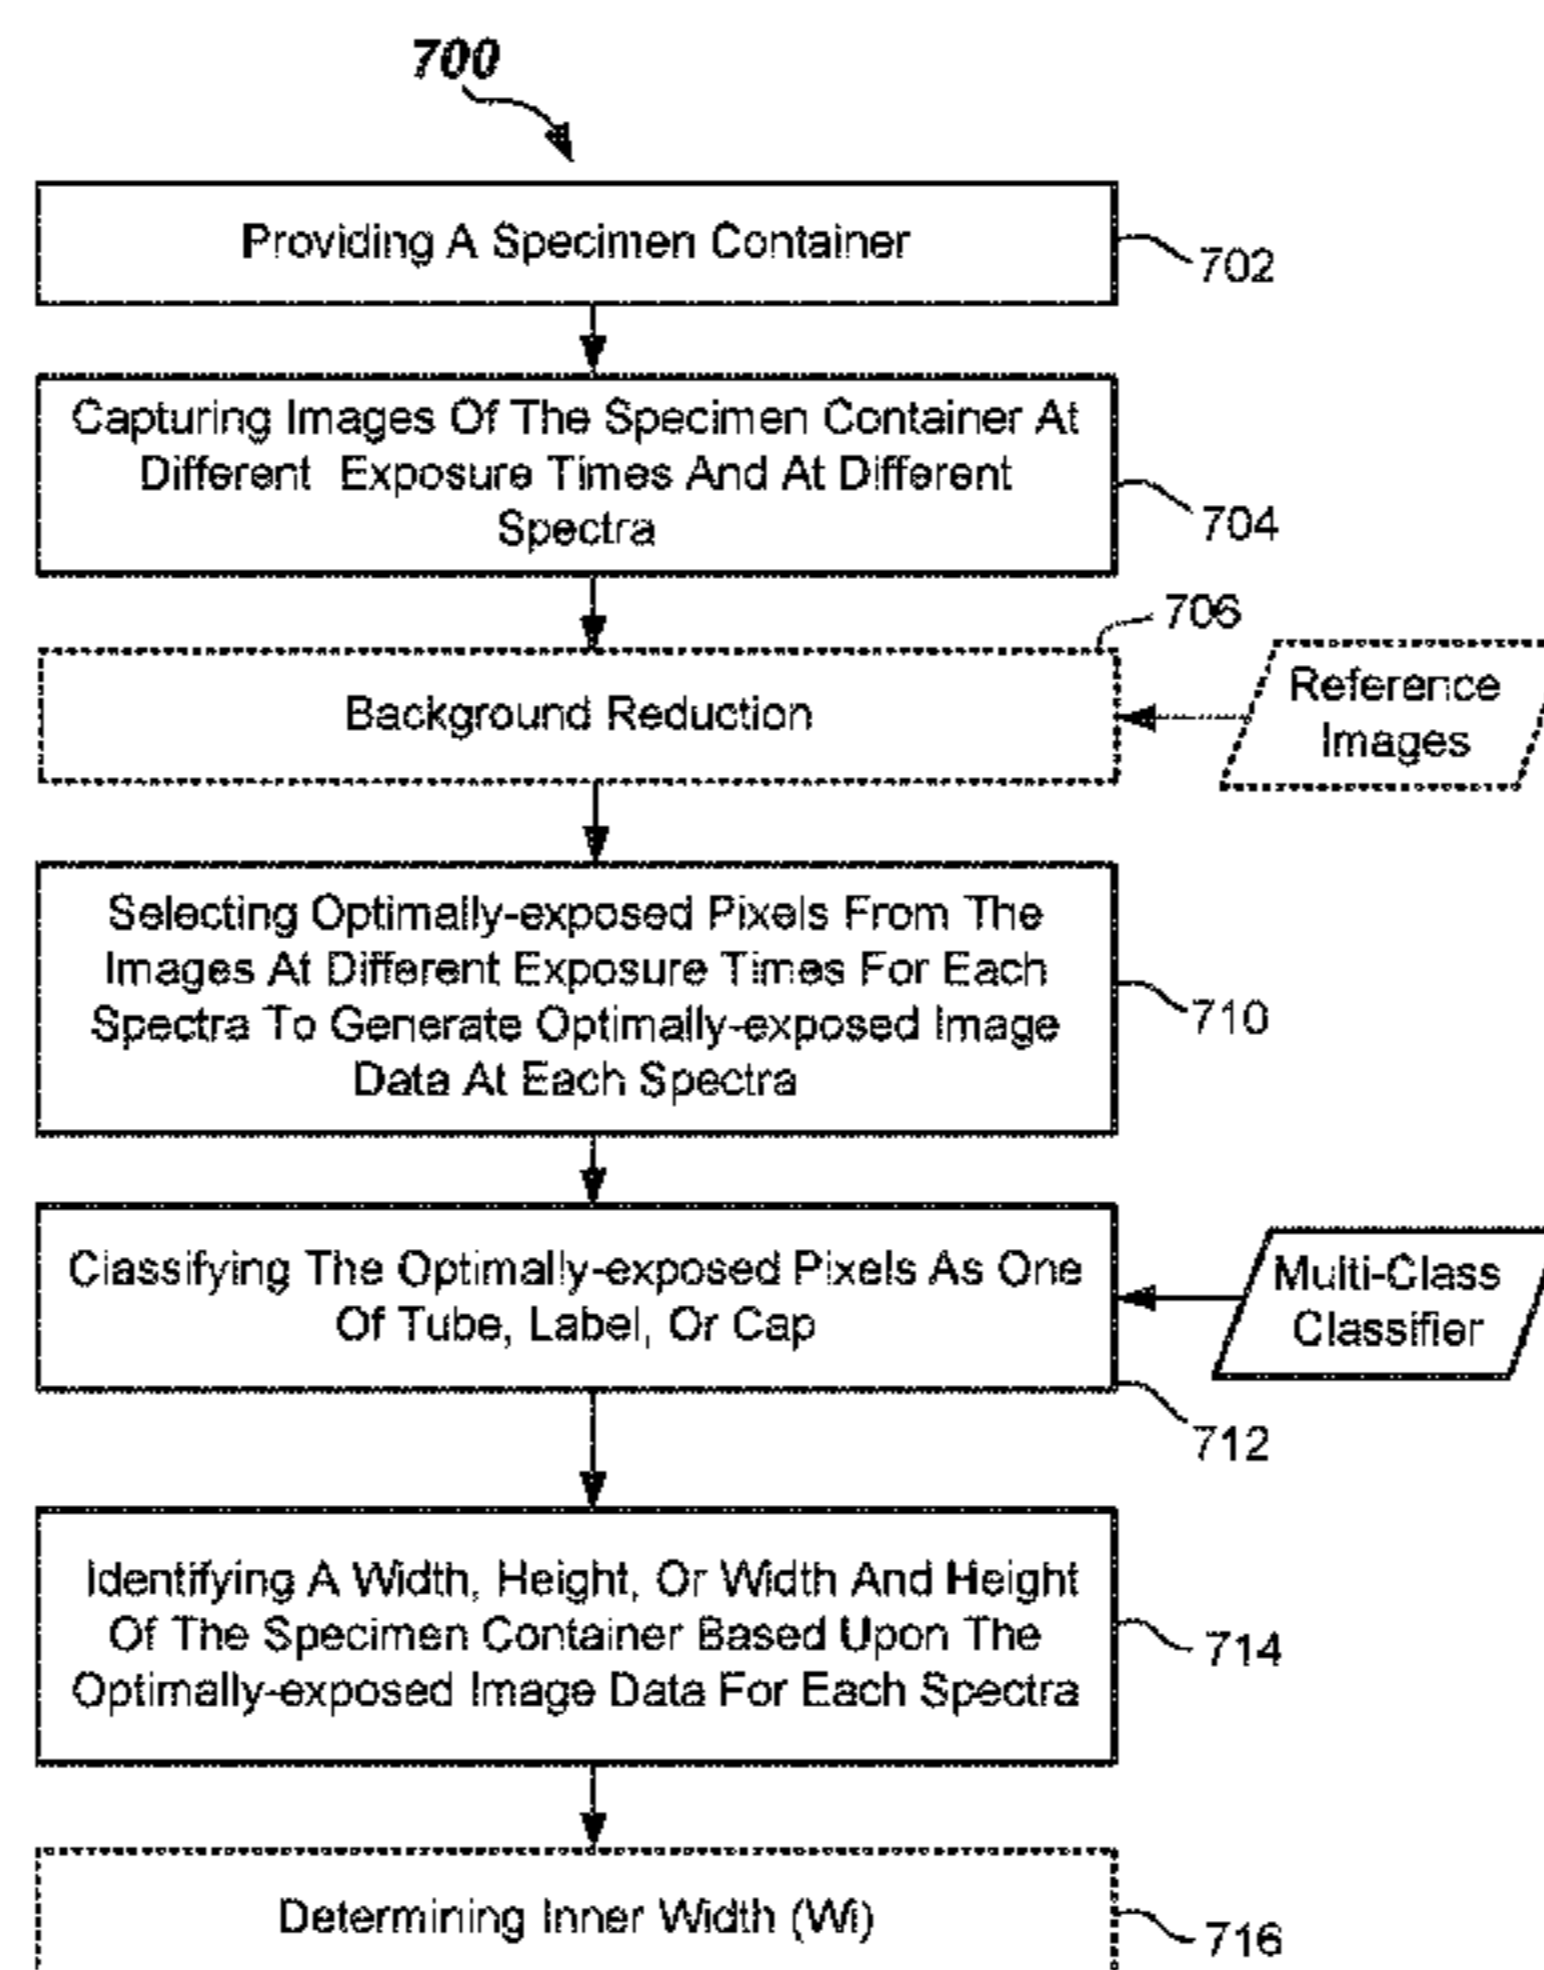 700
Providing A Specimen Container
702
Capturing Images Of The Specimen Container At
Different Exposure Times And At Different
Spectra
704
706
Background Reduction
Reference
Images
Selecting Optimally-exposed Pixels From The
Images At Different Exposure Times For Each
Spectra To Generate Optimally-exposed Image
Data At Each Spectra
710
Classifying The Optimally-exposed Pixels As One
Of Tube, Label, Or Cap
Multi-Class
Classifier
712
Identifying A Width, Height, Or Width And Height
Of The Specimen Container Based Upon The
Optimally-exposed Image Data For Each Spectra
714
Determining Inner Width (Wi)
716